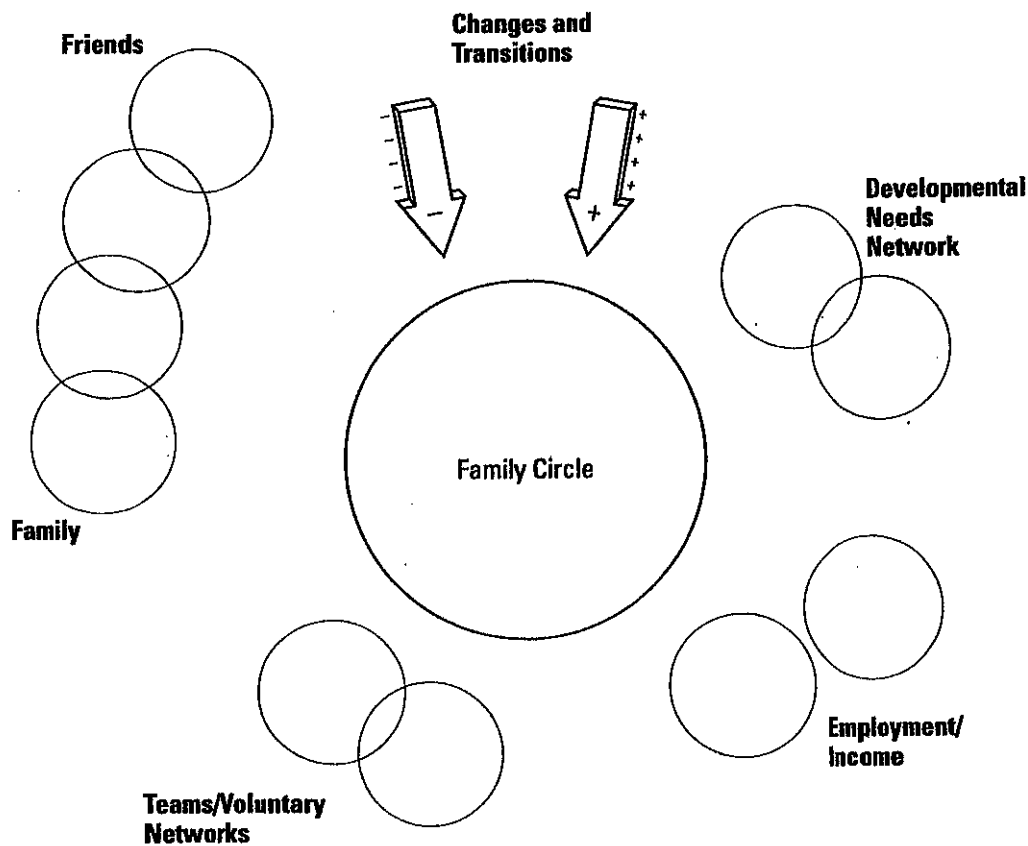 Friends
Changes and
Transitions
– +
– +
– +
– +
– +
Developmental
Needs
Network
Family Circle
Family
Employment/
Income
Teams/Voluntary
Networks